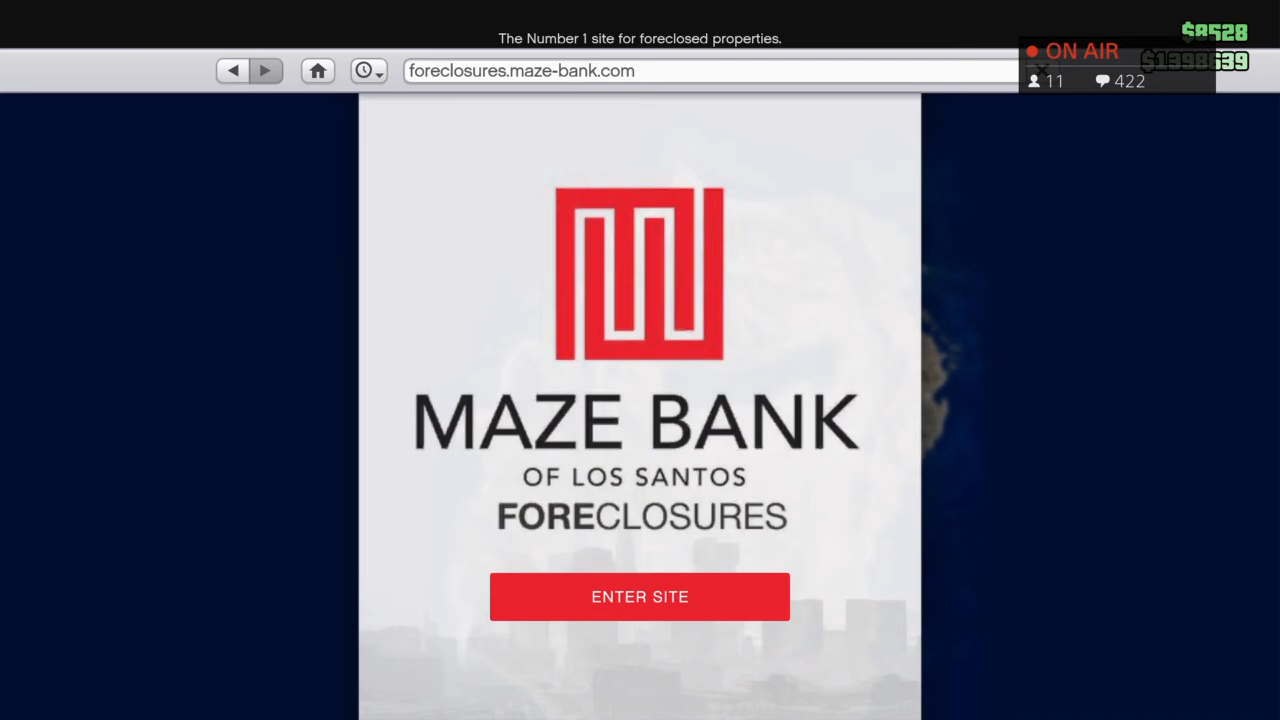 The Number 1 site for foreclosed properties.
$8528
ON AIR
foreclosures.maze-bank.com
11 422
MAZE BANK
OF LOS SANTOS
FORECLOSURES
ENTER SITE